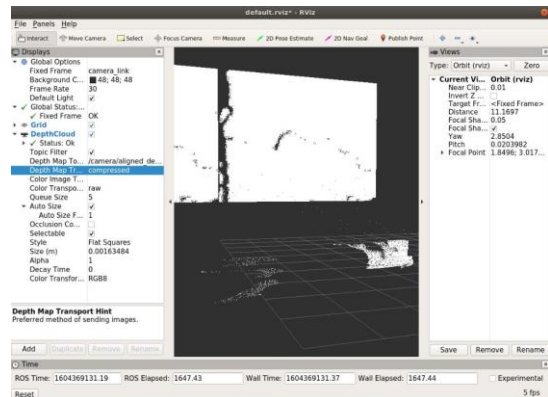 default.rviz* - RViz
File Panels Help
Interact Move Camera Select Focus Camera Measure 2D Pose Estimate 2D Nav Goal Publish Point
Displays
Global Options
Fixed Frame camera_link
Background C... 48; 48; 48
Frame Rate 30
Default Light
Global Status:...
Fixed Frame OK
Grid
DepthCloud
Status: Ok
Topic Filter
Depth Map To... /camera/aligned_de...
Depth Map Tr... compressed
Color Image T...
Color Transpo... raw
Queue Size 5
Auto Size
Auto Size F... 1
Occlusion Co...
Selectable
Style Flat Squares
Size (m) 0.00163484
Alpha 1
Decay Time 0
Color Transfor... RGB8
Depth Map Transport Hint
Preferred method of sending images.
Add Duplicate Remove Rename
Views
Type: Orbit (rviz) Zero
Current Vi... Orbit (rviz)
Near Clip... 0.01
Invert Z ...
Target Fr... <Fixed Frame>
Distance 11.1697
Focal Sha... 0.05
Focal Sha...
Yaw 2.8504
Pitch 0.0203982
Focal Point 1.8496; 3.017...
Save Remove Rename
Time
ROS Time: 1604369131.19 ROS Elapsed: 1647.43 Wall Time: 1604369131.37 Wall Elapsed: 1647.44 Experimental
Reset 5 fps